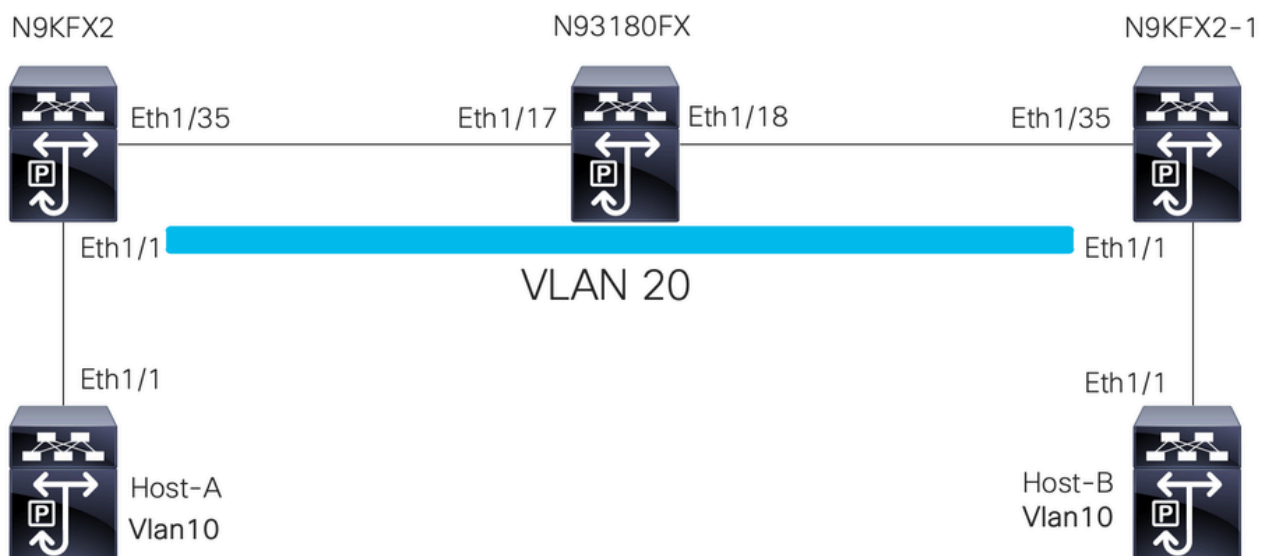 N9KFX2
N93180FX
N9KFX2-1
Eth1/35
Eth1/17
Eth1/18
Eth1/35
P
P
P
Eth1/1
Eth1/1
VLAN 20
Eth1/1
Eth1/1
Host-A
Vlan10
P
Host-B
Vlan10
P